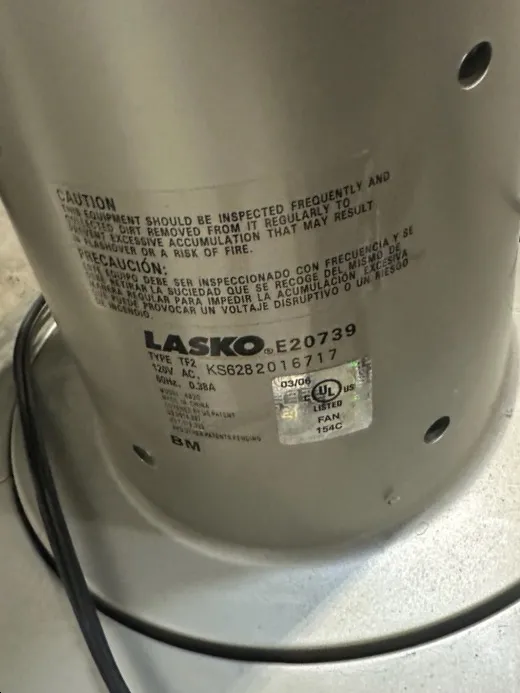 CAUTION
THIS EQUIPMENT SHOULD BE INSPECTED FREQUENTLY AND
COLLECTED DIRT REMOVED FROM IT REGULARLY TO
PREVENT EXCESSIVE ACCUMULATION THAT MAY RESULT
IN FLASHOVER OR A RISK OF FIRE.
PRECAUCIÓN:
ESTE EQUIPO DEBE SER INSPECCIONADO CON FRECUENCIA Y SE
DEBE RETIRAR LA SUCIEDAD QUE SE RECOGE DEL MISMO DE
MANERA REGULAR PARA IMPEDIR LA ACUMULACIÓN EXCESIVA
QUE PUEDE PROVOCAR UN VOLTAJE DISRUPTIVO O UN RIESGO
DE INCENDIO.
LASKO® E20739
TYPE TF2 KS6282016717
120V AC,
60Hz, 0.38A
MADE IN CHINA
03/06
C UL US
LISTED
FAN
154C
BM